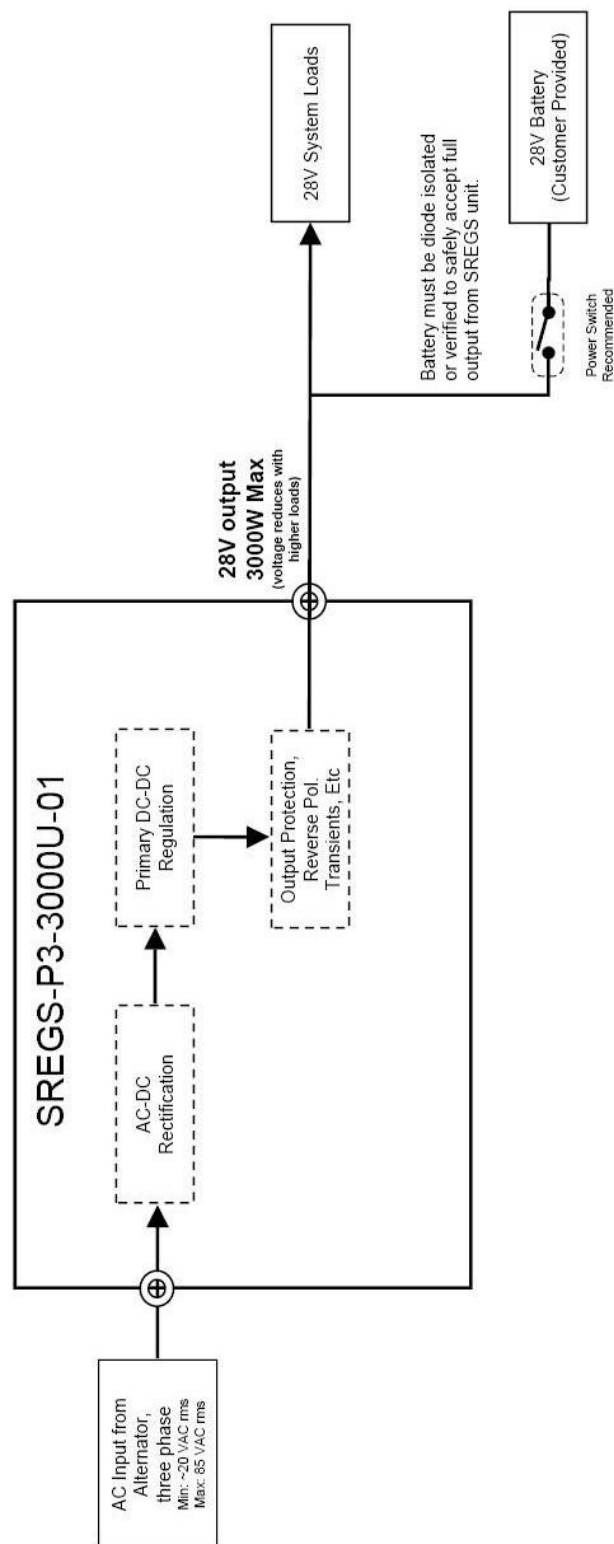 SREGS-P3-3000U-01
AC Input from
Alternator,
three phase
Min: ~20 VAC rms
Max: 85 VAC rms
AC-DC
Rectification
Primary DC-DC
Regulation
Output Protection,
Reverse Pol.
Transients, Etc
28V output
3000W Max
(voltage reduces with
higher loads)
28V System Loads
Battery must be diode isolated
or verified to safely accept full
output from SREGS unit.
Power Switch
Recommended
28V Battery
(Customer Provided)